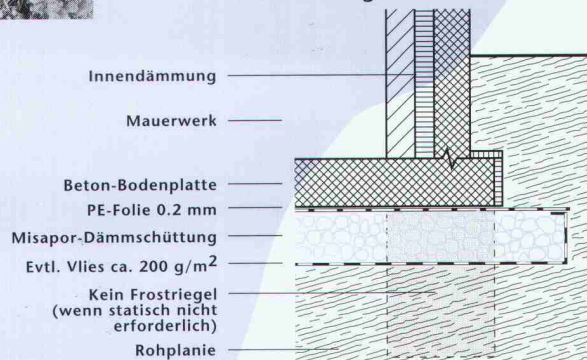 Innendämmung
Mauerwerk
Beton-Bodenplatte
PE-Folie 0.2 mm
Misapor-Dämmschüttung
Evtl. Vlies ca. 200 g/m²
Kein Frostriegel
(wenn statisch nicht
erforderlich)
Rohplanie